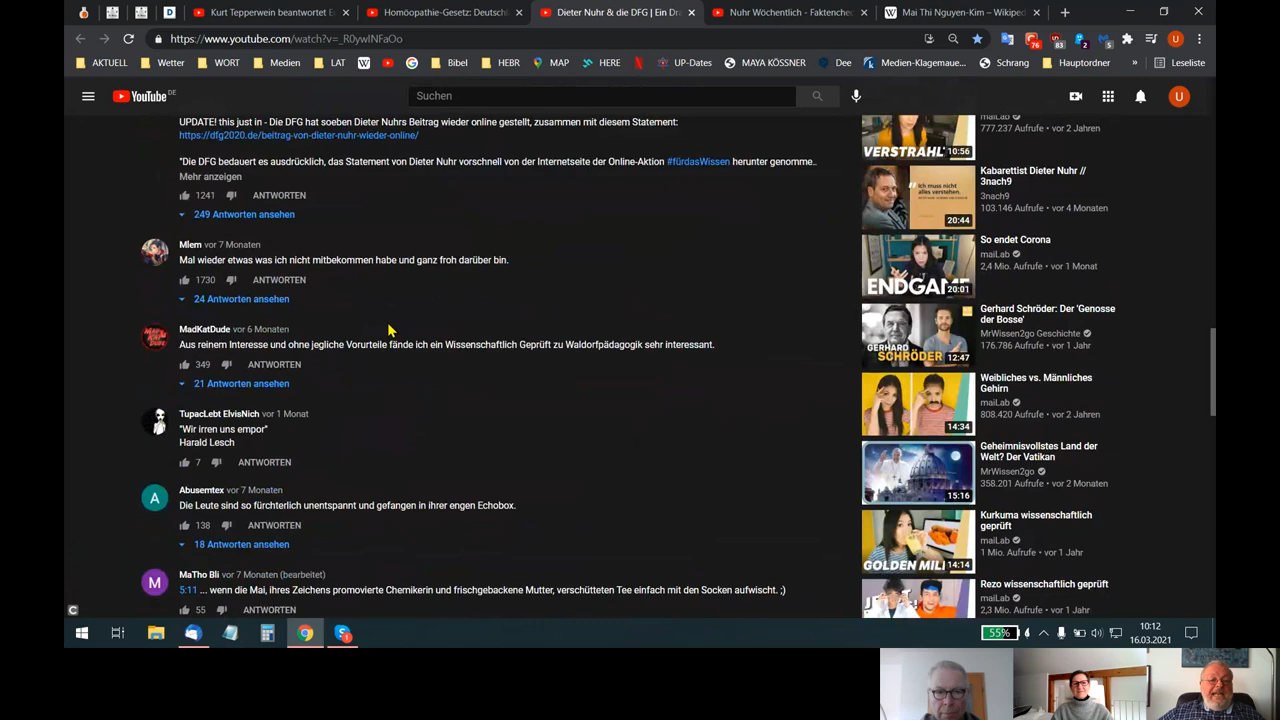 Kurt Tepperwein beantwortet E
Homöopathie-Gesetz: Deutschl
Dieter Nuhr & die DFG | Ein Dra
Nuhr Wöchentlich - Faktenchec
Mai Thi Nguyen-Kim – Wikiped
https://www.youtube.com/watch?v=_R0ywINFaOo
76
83
2
5
U
AKTUELL
Wetter
WORT
Medien
LAT
Bibel
HEBR
MAP
HERE
UP-Dates
MAYA KÖSSNER
Dee
Medien-Klagemaue...
Schrang
Hauptordner
»
Leseliste
YouTube DE
Suchen
U
UPDATE! this just in - Die DFG hat soeben Dieter Nuhrs Beitrag wieder online gestellt, zusammen mit diesem Statement:
https://dfg2020.de/beitrag-von-dieter-nuhr-wieder-online/
"Die DFG bedauert es ausdrücklich, das Statement von Dieter Nuhr vorschnell von der Internetseite der Online-Aktion #fürdasWissen herunter genomme...
Mehr anzeigen
1241 ANTWORTEN
249 Antworten ansehen
Mlem vor 7 Monaten
Mal wieder etwas was ich nicht mitbekommen habe und ganz froh darüber bin.
1730 ANTWORTEN
24 Antworten ansehen
MadKatDude vor 6 Monaten
Aus reinem Interesse und ohne jegliche Vorurteile fände ich ein Wissenschaftlich Geprüft zu Waldorfpädagogik sehr interessant.
349 ANTWORTEN
21 Antworten ansehen
TupacLebt ElvisNich vor 1 Monat
"Wir irren uns empor"
Harald Lesch
7 ANTWORTEN
A
Abusemtex vor 7 Monaten
Die Leute sind so fürchterlich unentspannt und gefangen in ihrer engen Echobox.
138 ANTWORTEN
18 Antworten ansehen
M
MaTho Bli vor 7 Monaten (bearbeitet)
5:11 ... wenn die Mai, ihres Zeichens promovierte Chemikerin und frischgebackene Mutter, verschütteten Tee einfach mit den Socken aufwischt. ;)
55 ANTWORTEN
VERSTRAHL
10:56
maiLab
777.237 Aufrufe • vor 2 Jahren
Ich muss nicht
alles verstehen.
20:44
Kabarettist Dieter Nuhr //
3nach9
3nach9
103.146 Aufrufe • vor 4 Monaten
ENDGAME
20:01
So endet Corona
maiLab
2,4 Mio. Aufrufe • vor 1 Monat
GERHARD
SCHRÖDER
12:47
Gerhard Schröder: Der 'Genosse
der Bosse'
MrWissen2go Geschichte
176.786 Aufrufe • vor 1 Jahr
14:34
Weibliches vs. Männliches
Gehirn
maiLab
808.420 Aufrufe • vor 2 Jahren
15:16
Geheimnisvollstes Land der
Welt? Der Vatikan
MrWissen2go
358.201 Aufrufe • vor 2 Monaten
GOLDEN MIL
14:14
Kurkuma wissenschaftlich
geprüft
maiLab
1 Mio. Aufrufe • vor 1 Jahr
Rezo wissenschaftlich geprüft
maiLab
2,3 Mio. Aufrufe • vor 1 Jahr
55%
10:12
16.03.2021